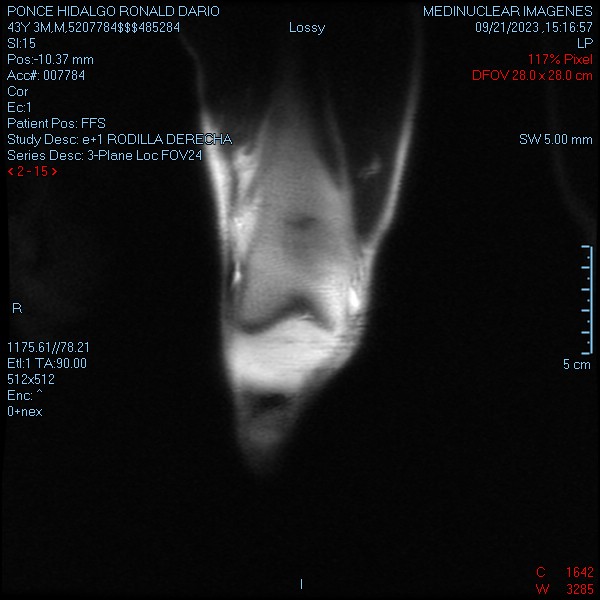 PONCE HIDALGO RONALD DARIO
43Y 3M,M,5207784$$$485284
Sl:15
Pos:-10.37 mm
Acc#: 007784
Cor
Ec:1
Patient Pos: FFS
Study Desc: e+1 RODILLA DERECHA
Series Desc: 3-Plane Loc FOV24
< 2 - 15 >
Lossy
MEDINUCLEAR IMAGENES
09/21/2023 ,15:16:57
LP
117% Pixel
DFOV 28.0 x 28.0 cm
SW 5.00 mm
R
5 cm
1175.61//78.21
Etl:1 TA:90.00
512x512
Enc: ^
0+nex
I
C 1642
W 3285